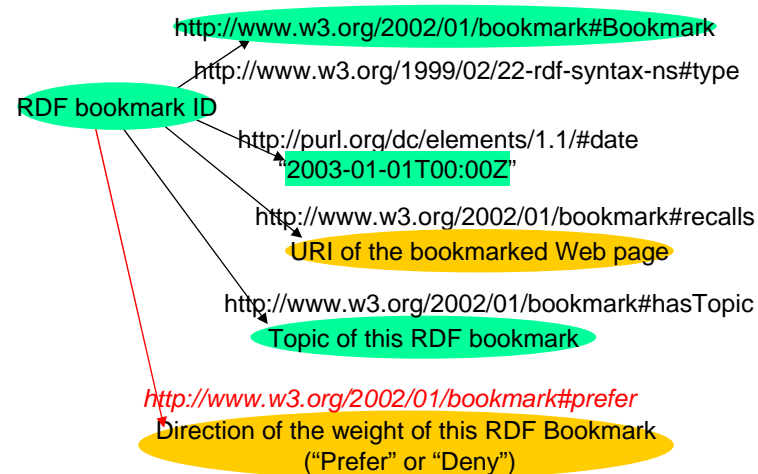 http://www.w3.org/2002/01/bookmark#Bookmark
http://www.w3.org/1999/02/22-rdf-syntax-ns#type
RDF bookmark ID
http://purl.org/dc/elements/1.1/#date
“2003-01-01T00:00Z”
http://www.w3.org/2002/01/bookmark#recalls
URI of the bookmarked Web page
http://www.w3.org/2002/01/bookmark#hasTopic
Topic of this RDF bookmark
http://www.w3.org/2002/01/bookmark#prefer
Direction of the weight of this RDF Bookmark
(“Prefer” or “Deny”)